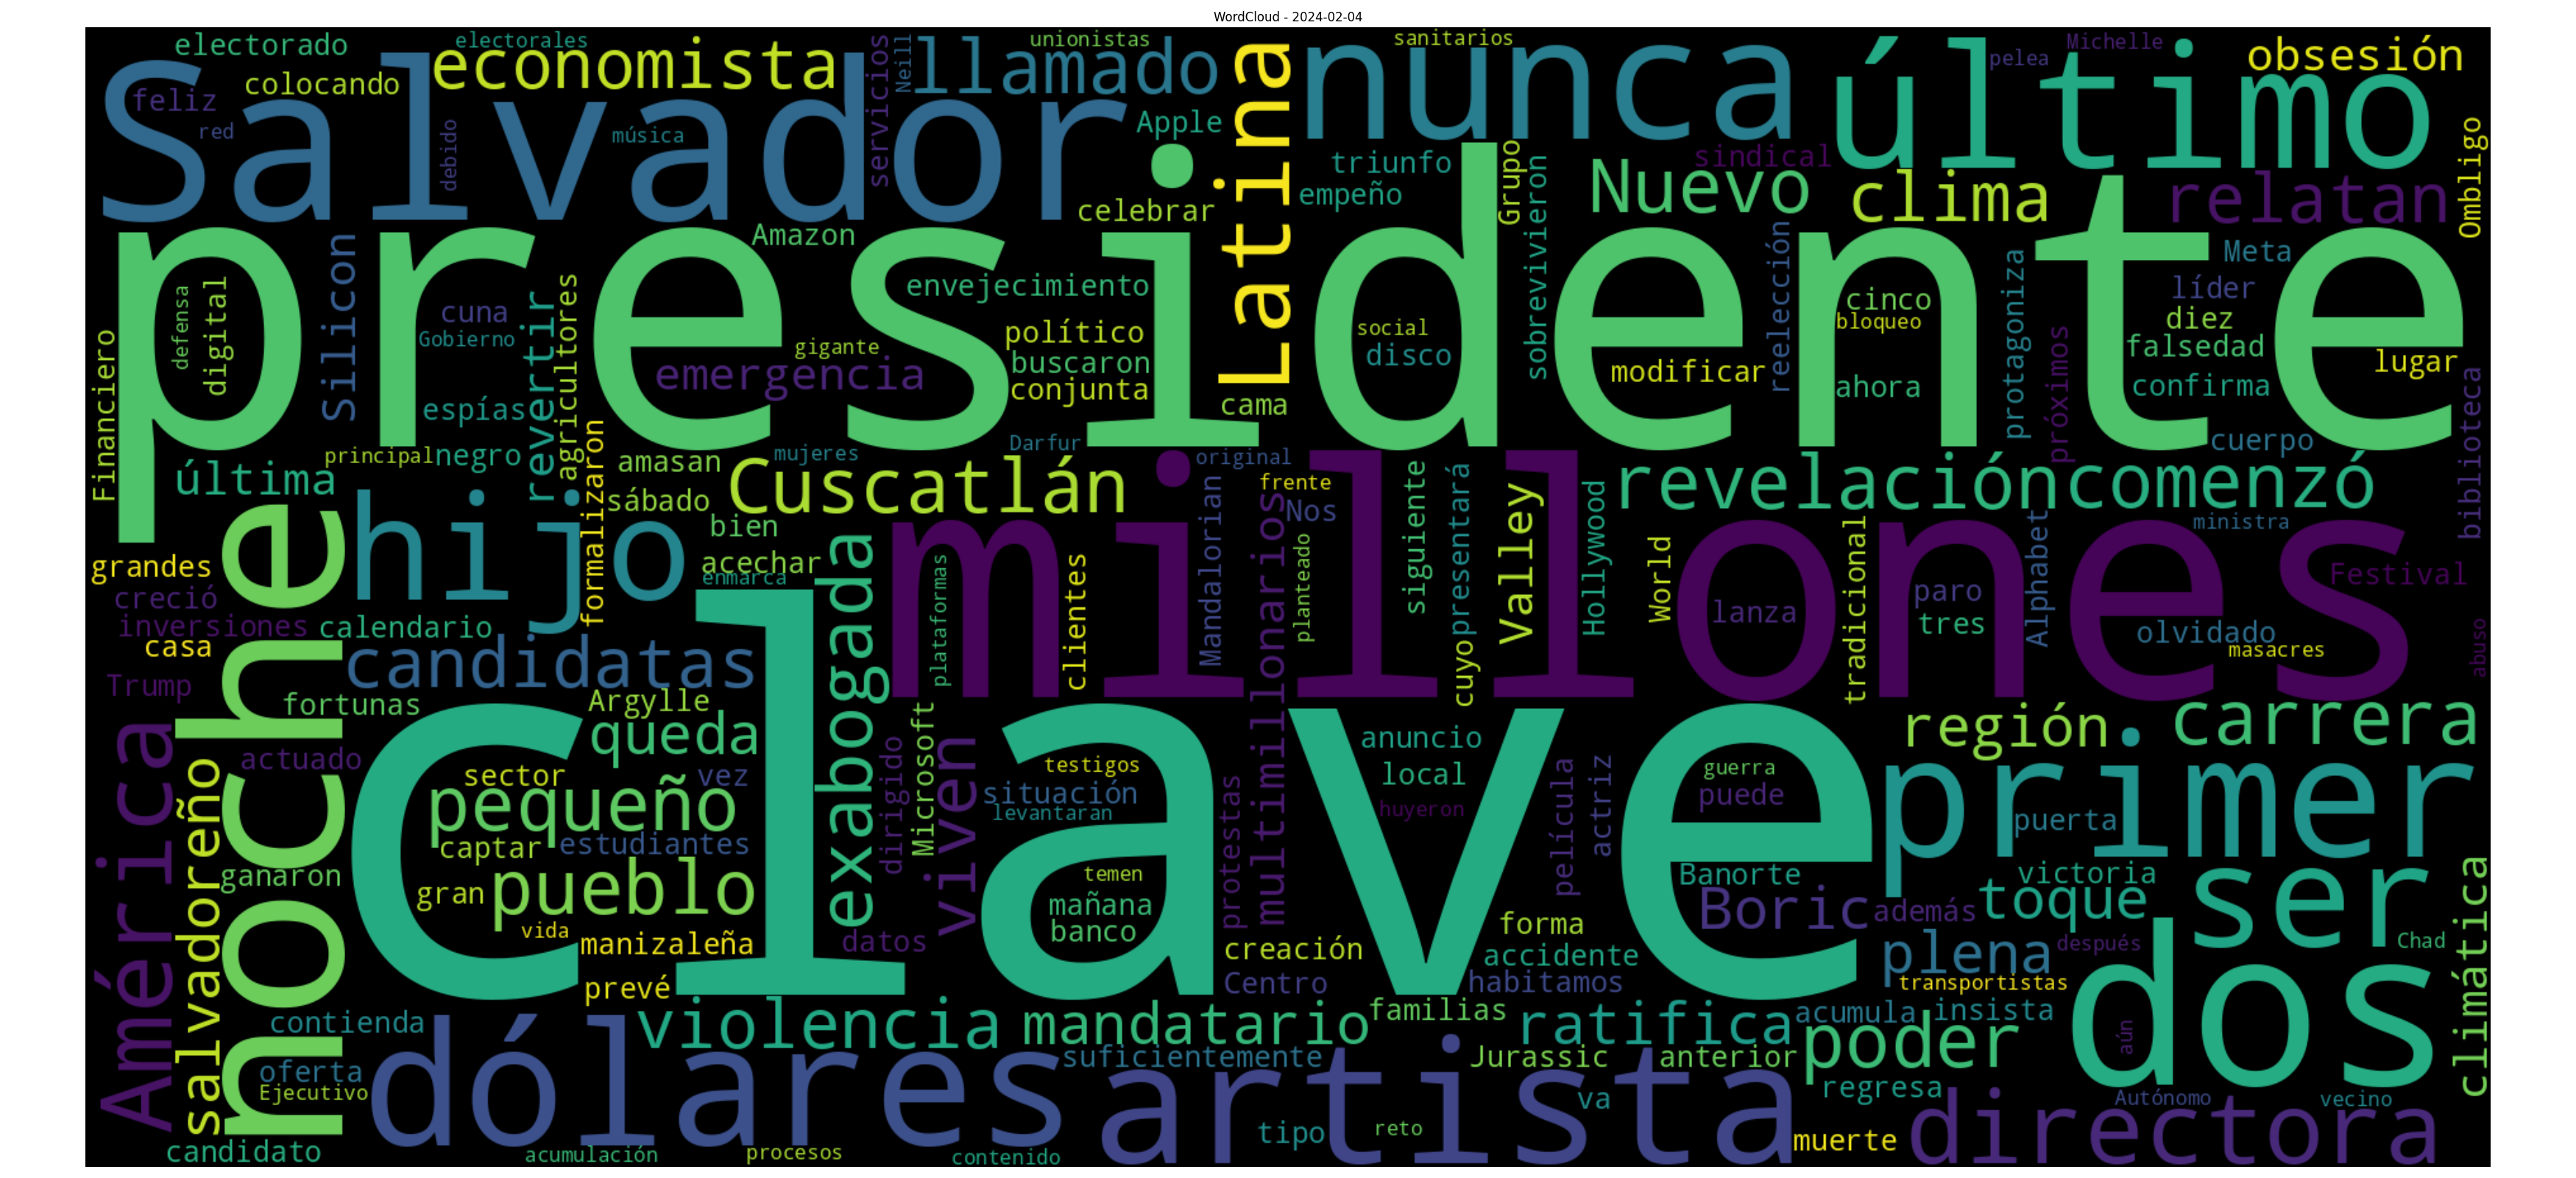 WordCloud - 2024-02-04
electorado
electorales
unionistas
sanitarios
Michelle
pelea
obsesión
colocando
economista
servicios
Neill
llamado
Latina
nunca
último
feliz
red
Salvador
debido
música
Apple
triunfo
empeño
Grupo
sobrevivieron
Nuevo
sindical
clima
relatan
Ombligo
celebrar
presidente
Amazon
Silicon
defensa
digital
cuna
Gobierno
revertir
agricultores
envejecimiento
político
buscaron
conjunta
gigante
emergencia
espías
social
disco
modificar
reelección
cinco
bloqueo
ahora
protagoniza
próximos
Meta
líder
diez
falsedad
confirma
lugar
biblioteca
Financiero
cama
cuerpo
última
principal
negro
formalizaron
amasan
mujeres
Darfur
original
sábado
Cuscatlán
frente
Nos
siguiente
presentará
Valley
Hollywood
revelación
comenzó
ministra
noche
hijo
bien
acechar
enmarca
exabogada
millones
Mandalorian
multimillonarios
planteado
World
tradicional
Alphabet
Festival
grandes
creció
inversiones
calendario
casa
plataformas
clientes
cuyo
lanza
paro
tres
olvidado
masacres
abuso
Trump
candidatas
fortunas
Argylle
queda
América
salvadoreño
actuado
clave
sector
vez
pequeño
captar
estudiantes
dirigido
Microsoft
viven
testigos
situación
levantaran
protestas
anuncio
local
huyeron
película
actriz
guerra
puede
región
carrera
primer
puerta
ganaron
gran
pueblo
vida
manizaleña
datos
temen
mañana
banco
Banorte
Boric
además
victoria
toque
ser
climática
prevé
creación
Centro
forma
accidente
habitamos
plena
después
transportistas
Chad
dos
contienda
violencia
mandatario
familias
ratifica
acumula
insista
aún
oferta
Ejecutivo
dólares
suficientemente
artista
Jurassic
anterior
poder
regresa
va
Autónomo
vecino
candidato
acumulación
procesos
contenido
tipo
reto
muerte
directora